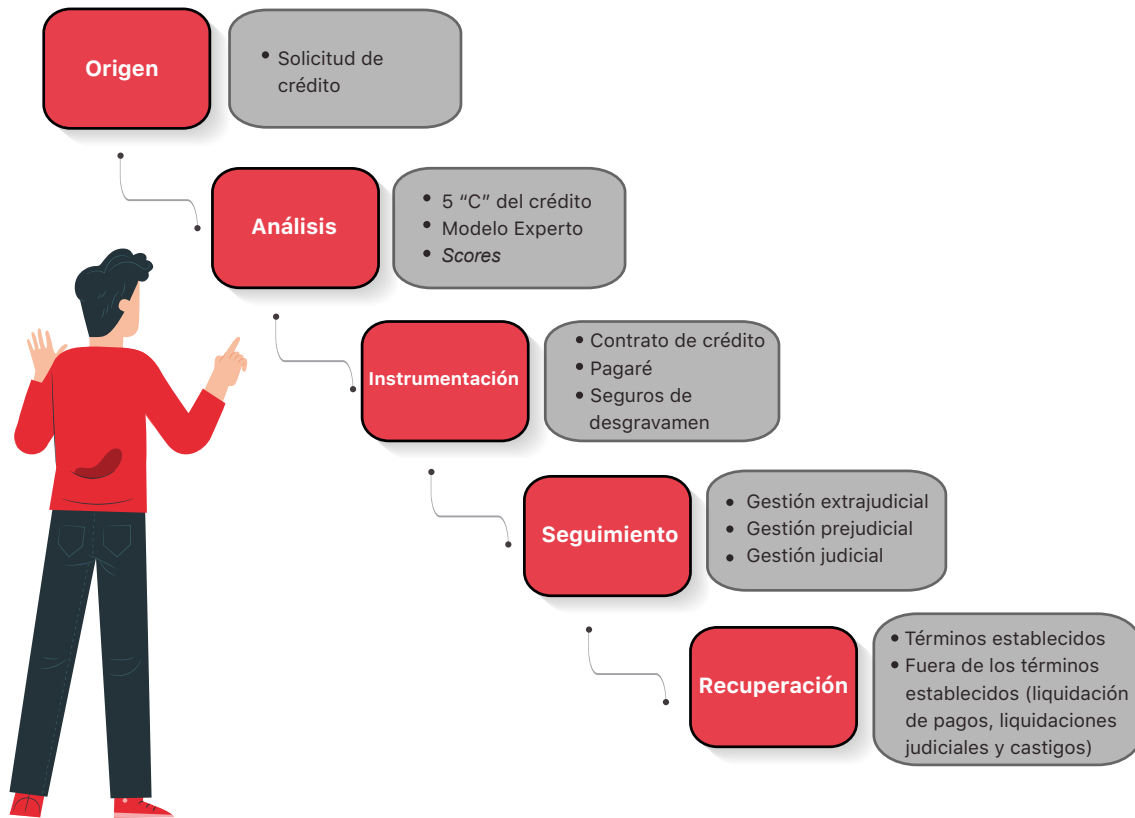 Origen
• Solicitud de
crédito
Análisis
• 5 “C” del crédito
• Modelo Experto
• Scores
Instrumentación
• Contrato de crédito
• Pagaré
• Seguros de
desgravamen
Seguimiento
• Gestión extrajudicial
• Gestión prejudicial
• Gestión judicial
Recuperación
• Términos establecidos
• Fuera de los términos
establecidos (liquidación
de pagos, liquidaciones
judiciales y castigos)